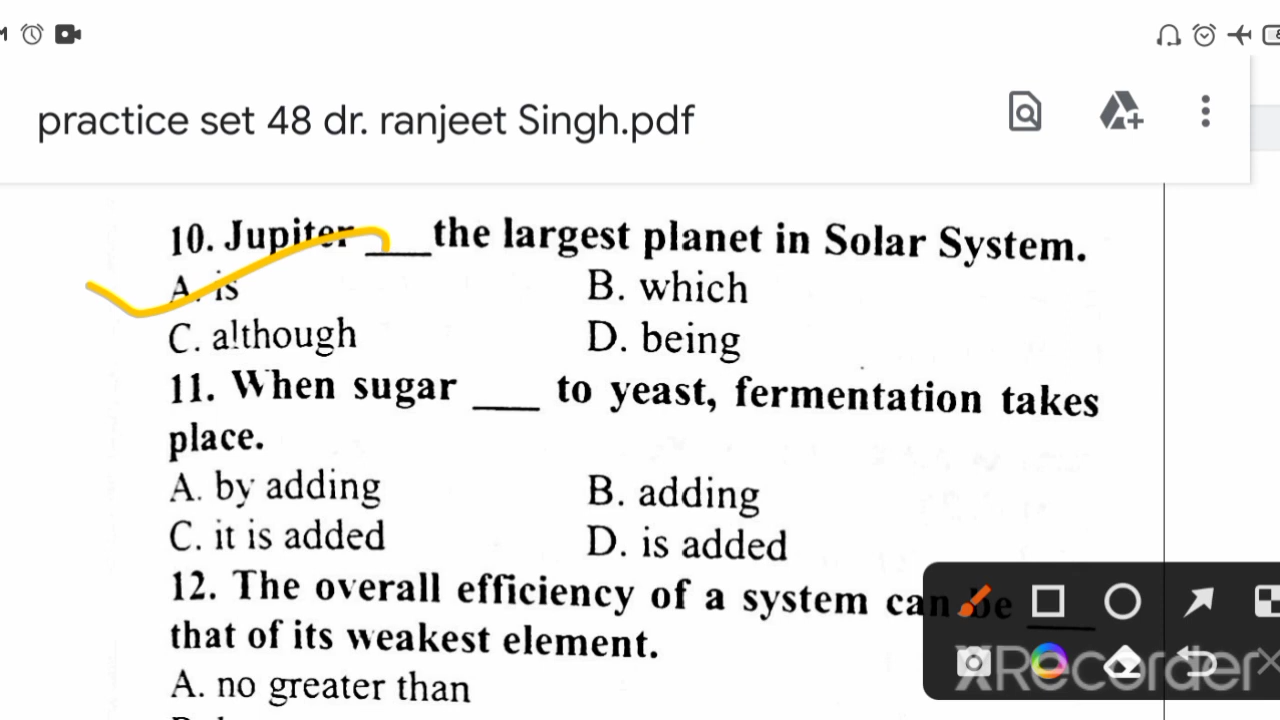 practice set 48 dr. ranjeet Singh.pdf
10. Jupiter ___ the largest planet in Solar System.
A. is
B. which
C. although
D. being
11. When sugar ___ to yeast, fermentation takes
place.
A. by adding
B. adding
C. it is added
D. is added
12. The overall efficiency of a system can be ___
that of its weakest element.
A. no greater than
XRecorder